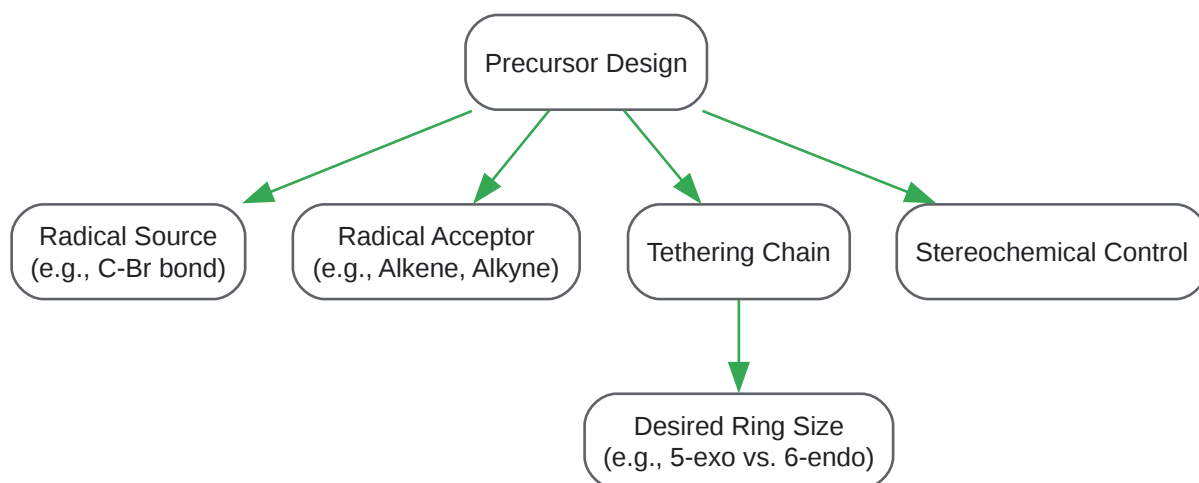 Precursor Design
Radical Source
(e.g., C-Br bond)
Radical Acceptor
(e.g., Alkene, Alkyne)
Tethering Chain
Stereochemical Control
Desired Ring Size
(e.g., 5-exo vs. 6-endo)